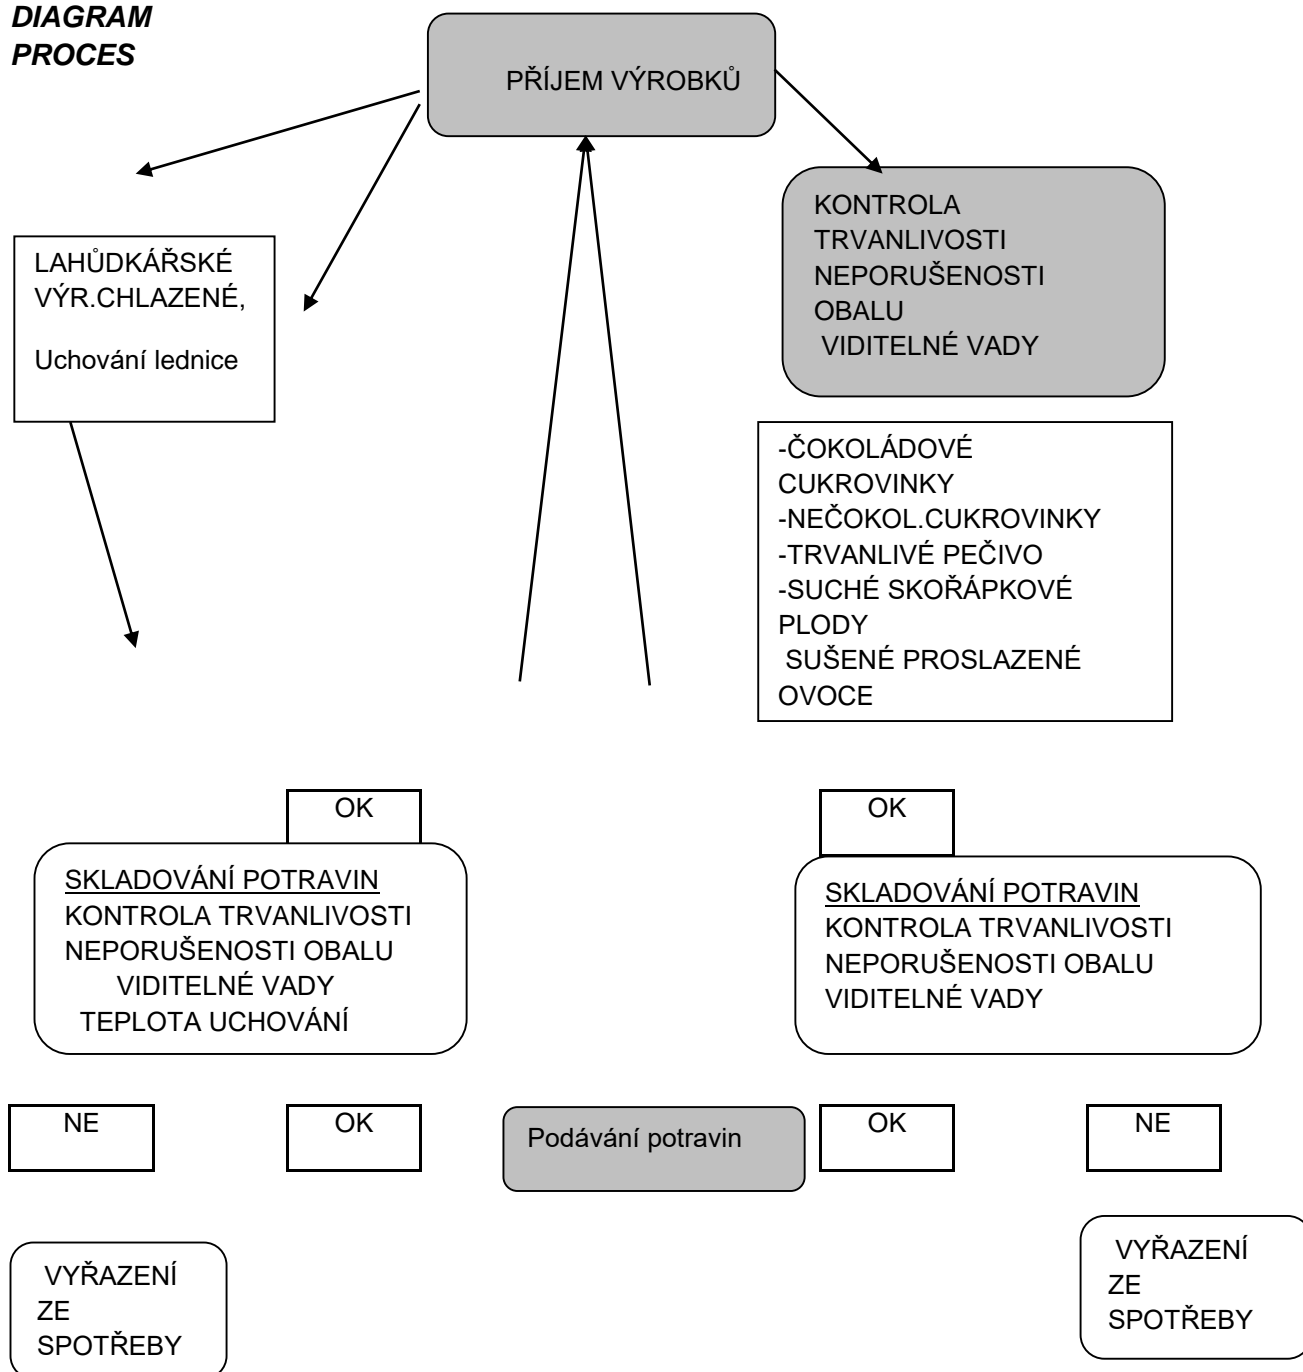 DIAGRAM
PROCES
PŘÍJEM VÝROBKŮ
KONTROLA
TRVANLIVOSTI
NEPORUŠENOSTI
OBALU
VIDITELNÉ VADY
LAHŮDKÁŘSKÉ
VÝR.CHLAZENÉ,
Uchování lednice
-ČOKOLÁDOVÉ
CUKROVINKY
-NEČOKOL.CUKROVINKY
-TRVANLIVÉ PEČIVO
-SUCHÉ SKOŘÁPKOVÉ
PLODY
SUŠENÉ PROSLAZENÉ
OVOCE
OK
OK
SKLADOVÁNÍ POTRAVIN
KONTROLA TRVANLIVOSTI
NEPORUŠENOSTI OBALU
VIDITELNÉ VADY
TEPLOTA UCHOVÁNÍ
SKLADOVÁNÍ POTRAVIN
KONTROLA TRVANLIVOSTI
NEPORUŠENOSTI OBALU
VIDITELNÉ VADY
NE
OK
Podávání potravin
OK
NE
VYŘAZENÍ
ZE
SPOTŘEBY
VYŘAZENÍ
ZE
SPOTŘEBY